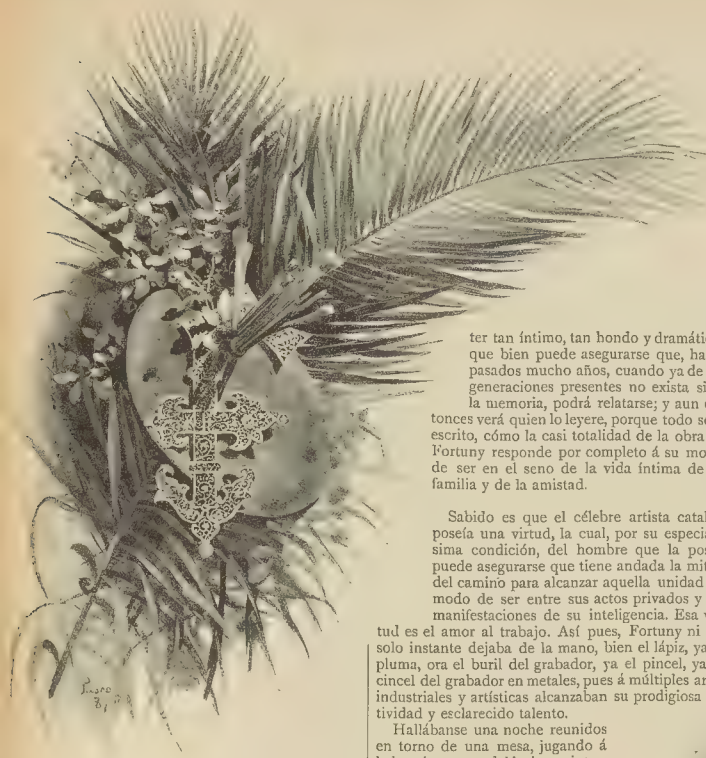 ter tan íntimo, tan hondo y dramátic
que bien puede asegurarse que, ha
pasados mucho años, cuando ya de
generaciones presentes no exista si
la memoria, podrá relatarse; y aun
tonces verá quien lo leyere, porque todo se
escrito, cómo la casi totalidad de la obra
Fortuny responde por completo á su mo
de ser en el seno de la vida íntima de
familia y de la amistad.
Sabido es que el célebre artista catal
poseía una virtud, la cual, por su especia
sima condición, del hombre que la pos
puede asegurarse que tiene andada la mit
del camino para alcanzar aquella unidad
modo de ser entre sus actos privados y
manifestaciones de su inteligencia. Esa
tud es el amor al trabajo. Así pues, Fortuny ni
solo instante dejaba de la mano, bien el lápiz, ya
pluma, ora el buril del grabador, ya el pincel, ya
cincel del grabador en metales, pues á múltiples ar
industriales y artísticas alcanzaban su prodigiosa
tividad y esclarecido talento.
Hallábanse una noche reunidos
en torno de una mesa, jugando á